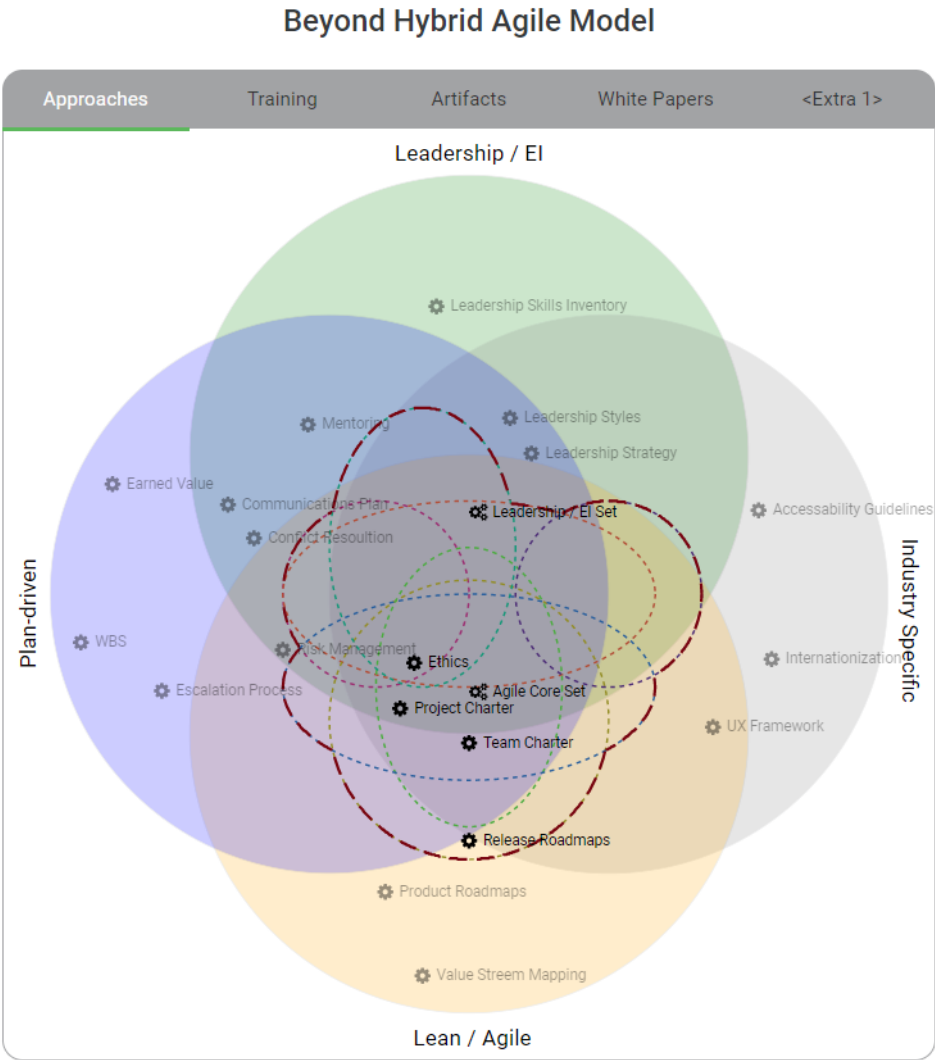 Beyond Hybrid Agile Model
Approaches
Training
Artifacts
White Papers
<Extra 1>
Leadership / EI
Leadership Skills Inventory
Mentoring
Leadership Styles
Leadership Strategy
Earned Value
Communications Plan
Leadership / EI Set
Accessability Guidelines
Conflict Resoultion
Plan-driven
Industry Specific
WBS
Risk Management
Ethics
Internationization
Escalation Process
Agile Core Set
Project Charter
UX Framework
Team Charter
Release Roadmaps
Product Roadmaps
Value Streem Mapping
Lean / Agile